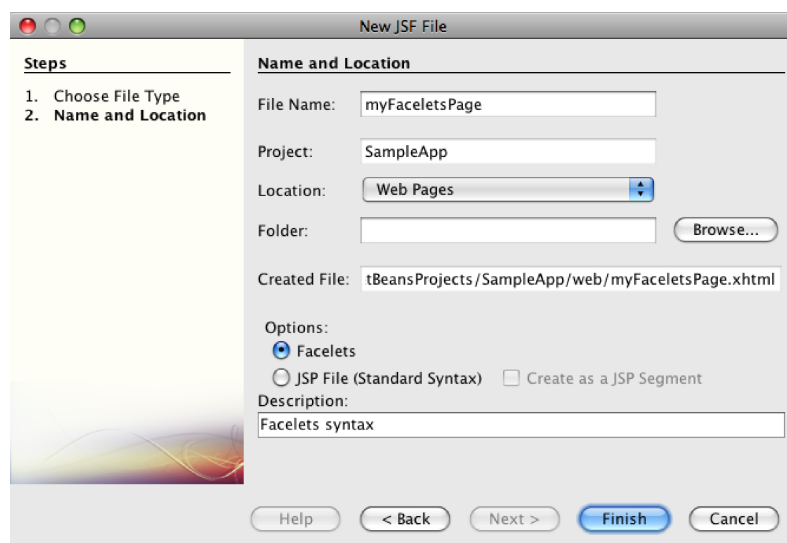 New JSF File
Steps
1. Choose File Type
2. Name and Location
Name and Location
File Name: myFaceletsPage
Project: SampleApp
Location: Web Pages
Folder: Browse...
Created File: tBeansProjects/SampleApp/web/myFaceletsPage.xhtml
Options:
Facelets
JSP File (Standard Syntax) Create as a JSP Segment
Description:
Facelets syntax
Help < Back Next > Finish Cancel